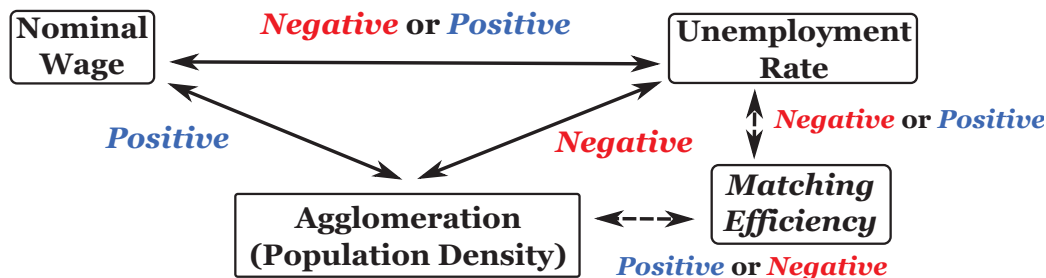 Nominal
Wage
Negative or Positive
Unemployment
Rate
Positive
Negative
Negative or Positive
Agglomeration
(Population Density)
Matching
Efficiency
Positive or Negative